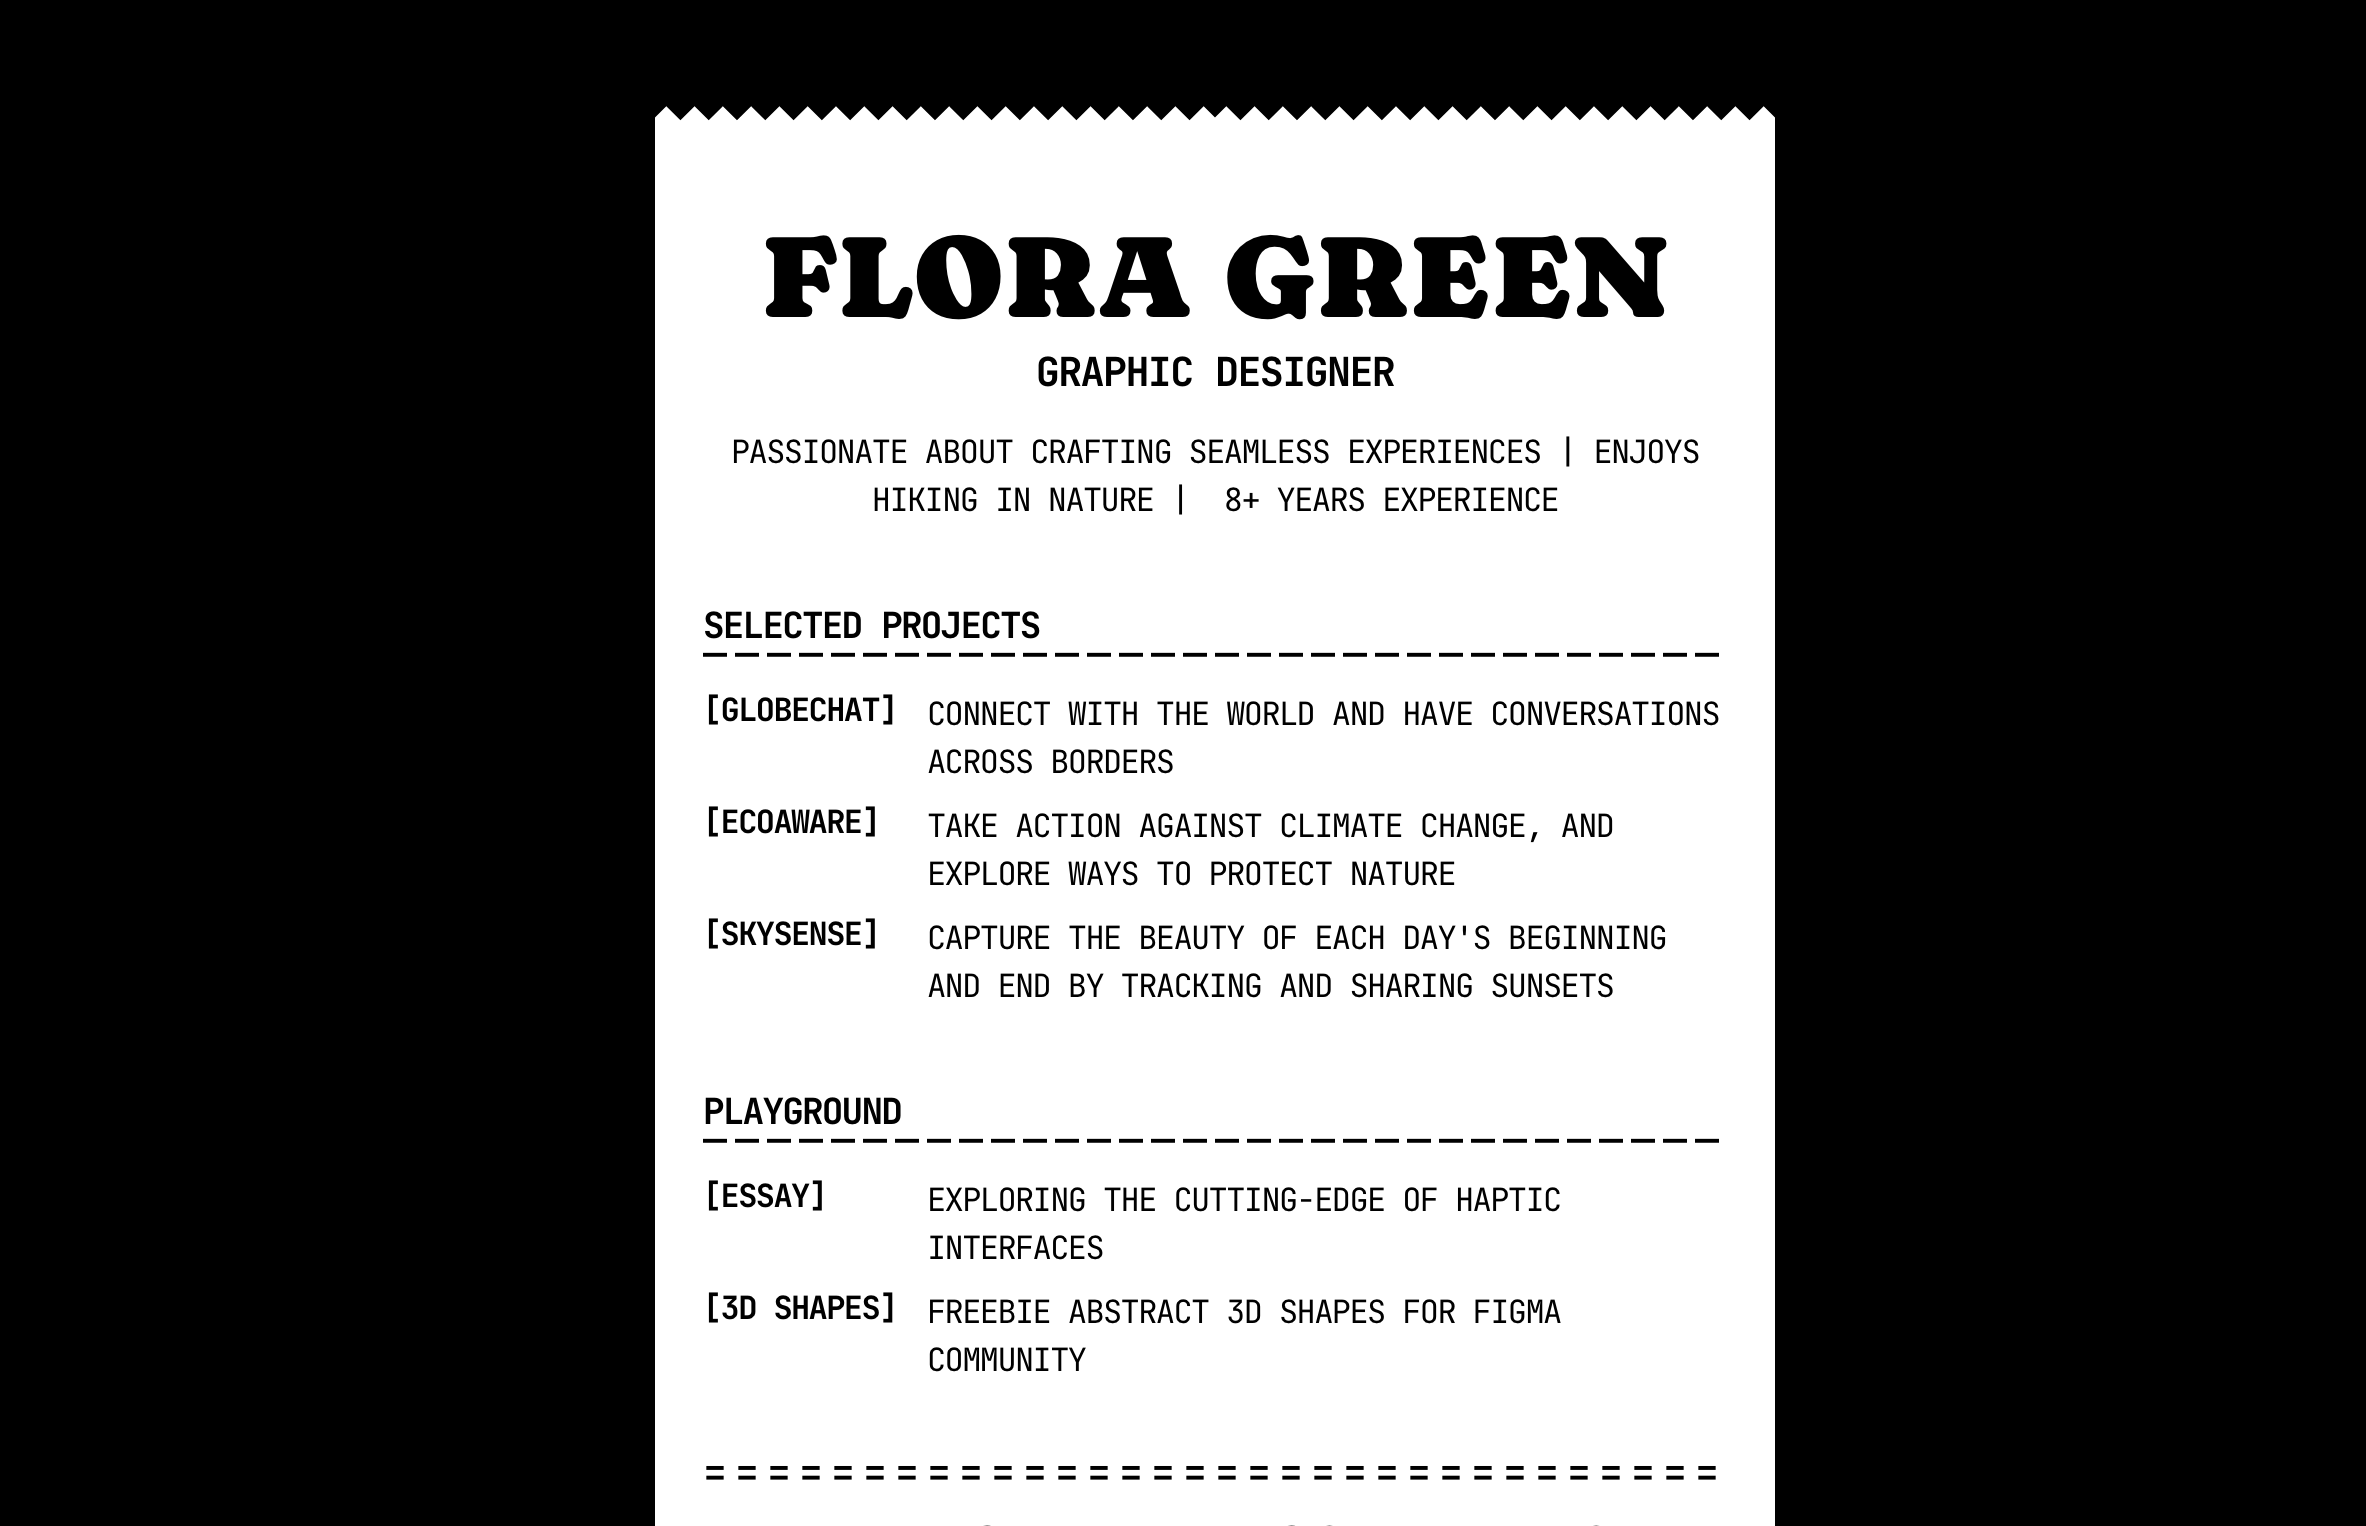 FLORA GREEN
GRAPHIC DESIGNER
PASSIONATE ABOUT CRAFTING SEAMLESS EXPERIENCES | ENJOYS
HIKING IN NATURE |  8+ YEARS EXPERIENCE
SELECTED PROJECTS
[GLOBECHAT] CONNECT WITH THE WORLD AND HAVE CONVERSATIONS
ACROSS BORDERS
[ECOAWARE] TAKE ACTION AGAINST CLIMATE CHANGE, AND
EXPLORE WAYS TO PROTECT NATURE
[SKYSENSE] CAPTURE THE BEAUTY OF EACH DAY'S BEGINNING
AND END BY TRACKING AND SHARING SUNSETS
PLAYGROUND
[ESSAY] EXPLORING THE CUTTING-EDGE OF HAPTIC
INTERFACES
[3D SHAPES] FREEBIE ABSTRACT 3D SHAPES FOR FIGMA
COMMUNITY
================================